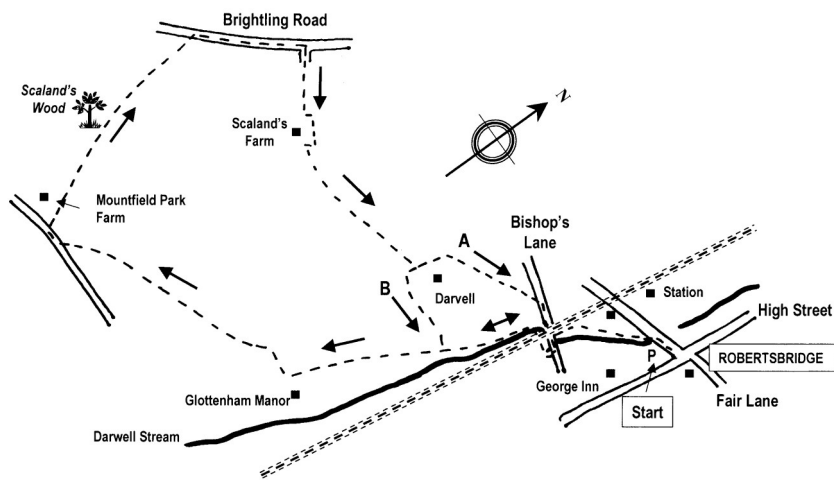 Brightling Road
Scaland's
Wood
Scaland's
Farm
N
Mountfield Park
Farm
Bishop's
Lane
A
B
Darvell
Station
High Street
P
ROBERTSBRIDGE
George Inn
Fair Lane
Start
Glottenham Manor
Darwell Stream